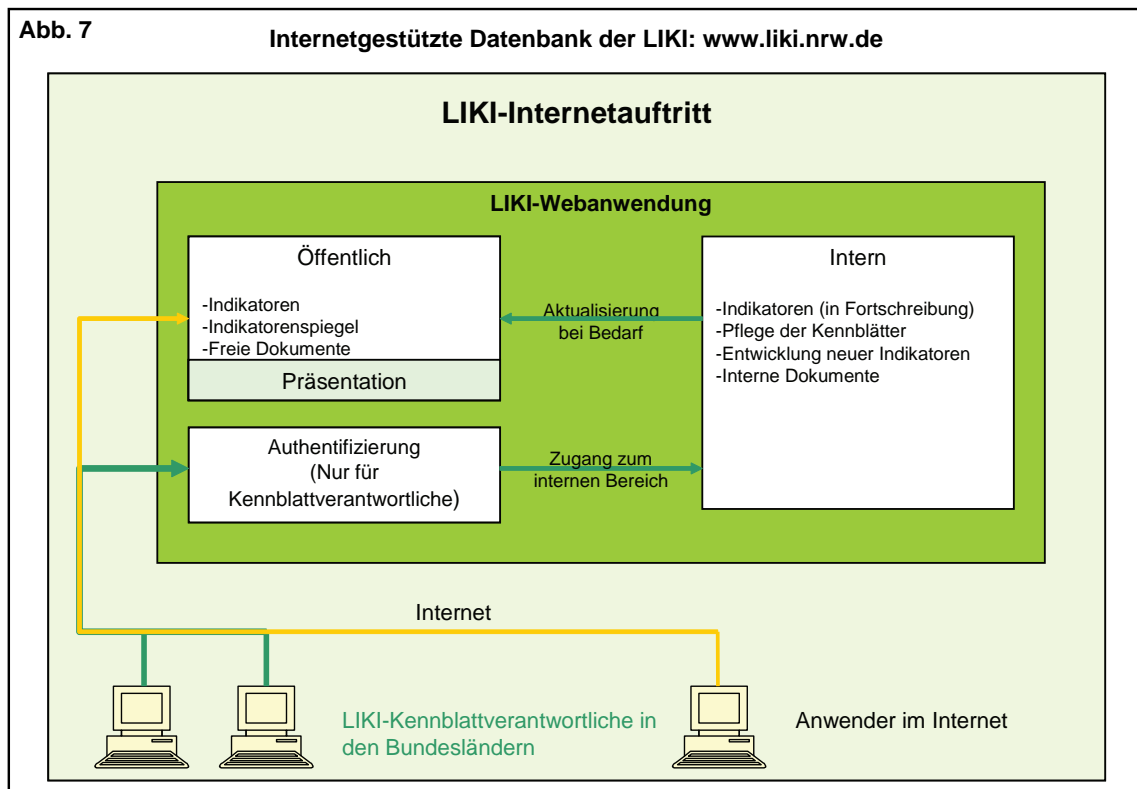 Abb. 7
Internetgestützte Datenbank der LIKI: www.liki.nrw.de
LIKI-Internetauftritt
LIKI-Webanwendung
Öffentlich
-Indikatoren
-Indikatorenspiegel
-Freie Dokumente
Präsentation
Aktualisierung
bei Bedarf
Intern
-Indikatoren (in Fortschreibung)
-Pflege der Kennblätter
-Entwicklung neuer Indikatoren
-Interne Dokumente
Authentifizierung
(Nur für
Kennblattverantwortliche)
Zugang zum
internen Bereich
Internet
LIKI-Kennblattverantwortliche in
den Bundesländern
Anwender im Internet